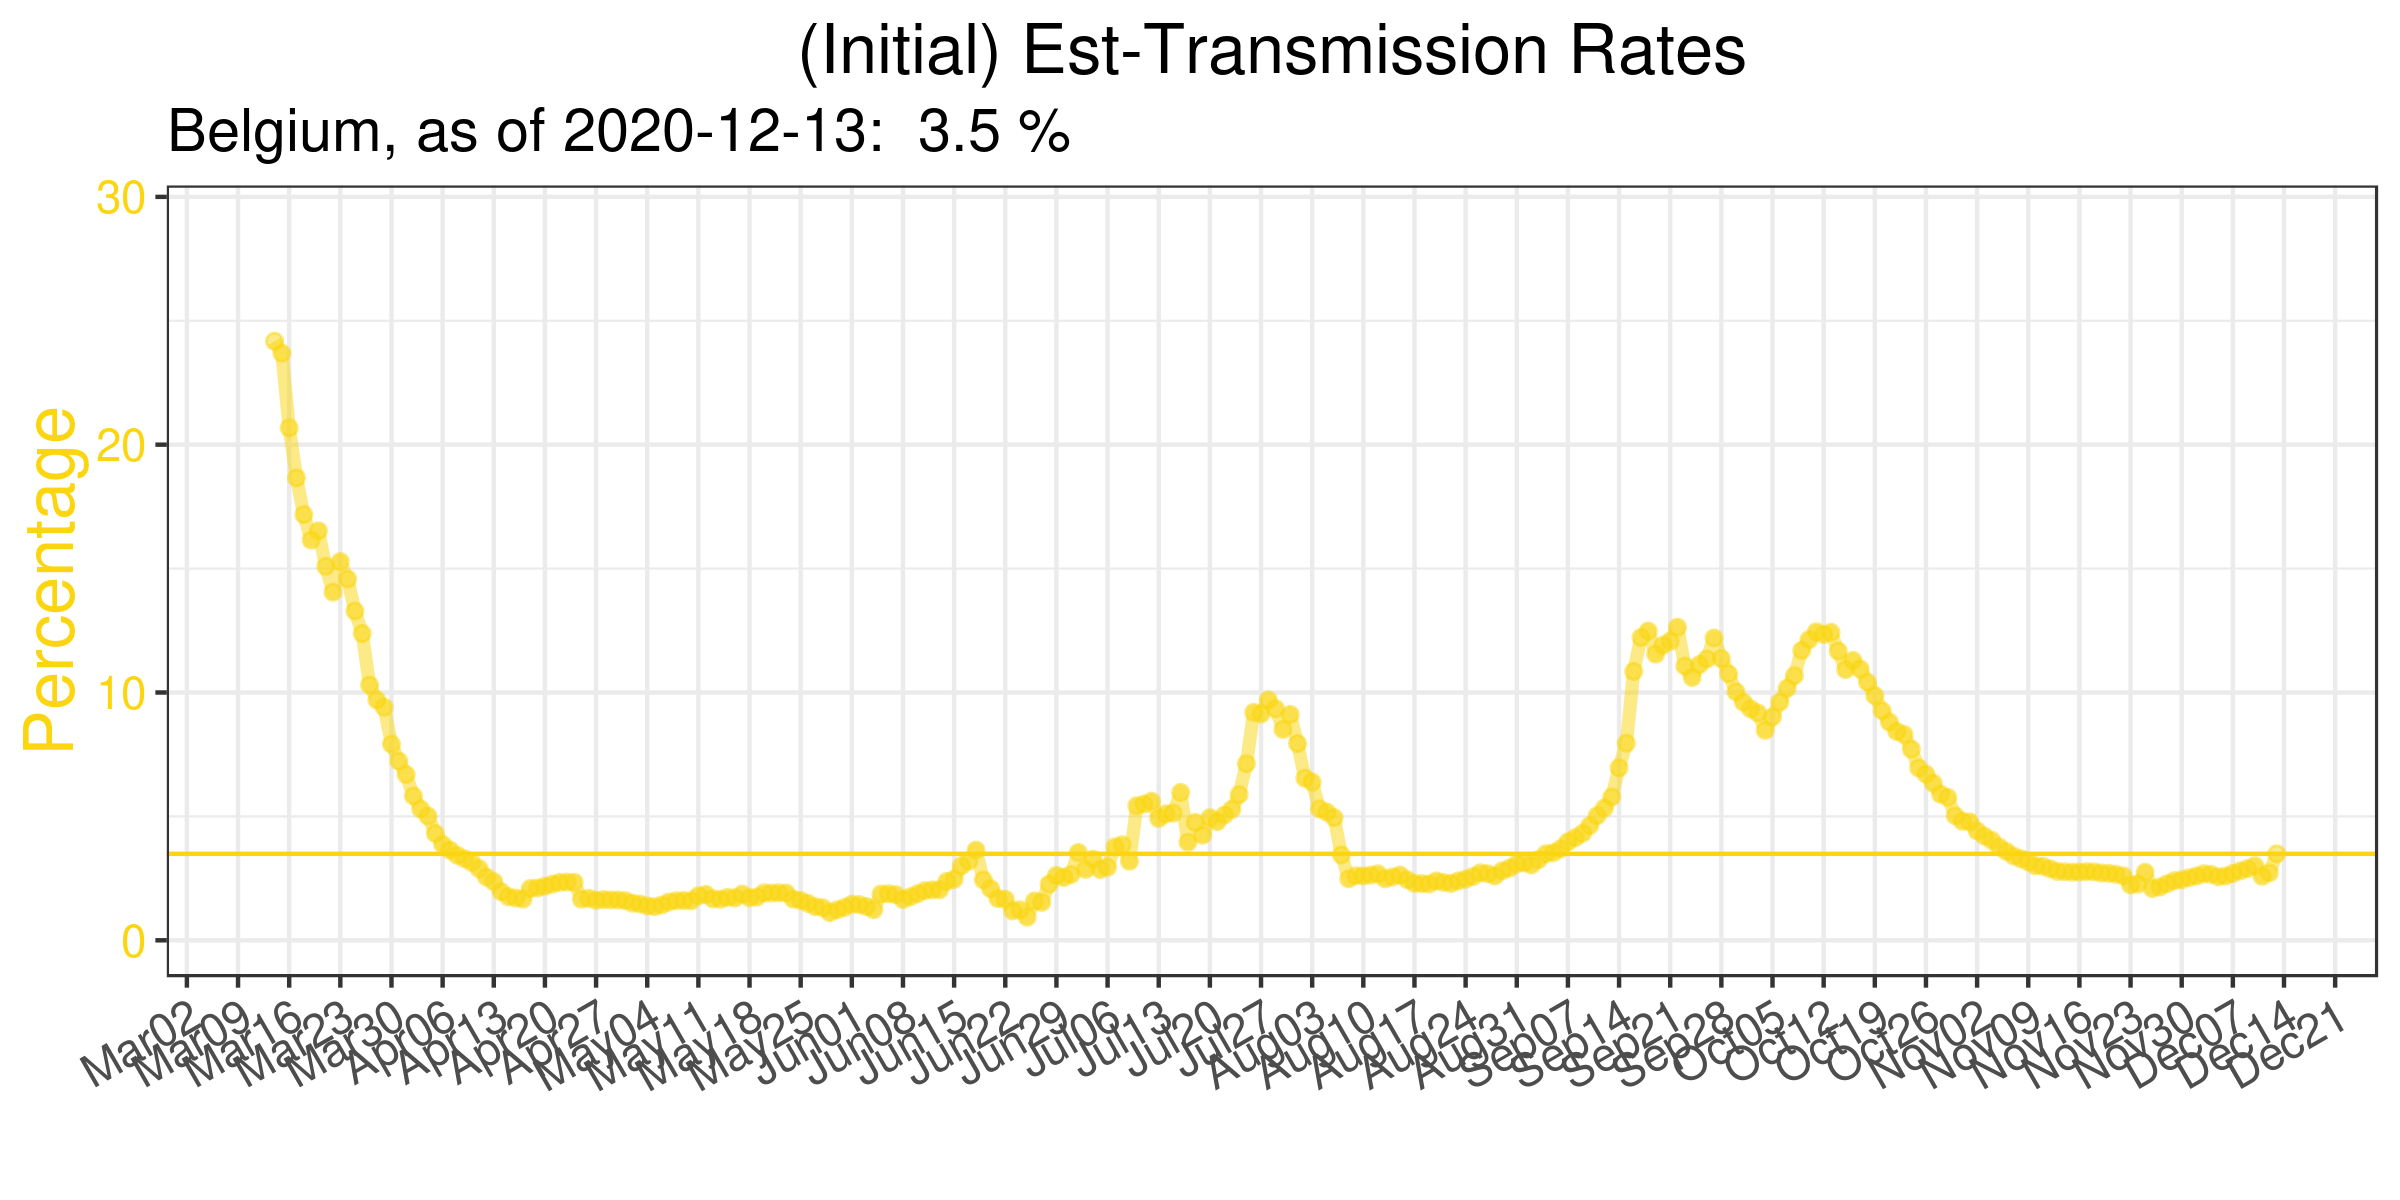 (Initial) Est-Transmission Rates
Belgium, as of 2020-12-13:  3.5 %
Percentage
30
20
10
0
Mar02
Mar09
Mar16
Mar23
Mar30
Apr06
Apr13
Apr20
Apr27
May04
May11
May18
May25
Jun01
Jun08
Jun15
Jun22
Jun29
Jul06
Jul13
Jul20
Jul27
Aug03
Aug10
Aug17
Aug24
Aug31
Sep07
Sep14
Sep21
Sep28
Oct05
Oct12
Oct19
Oct26
Nov02
Nov09
Nov16
Nov23
Nov30
Dec07
Dec14
Dec21